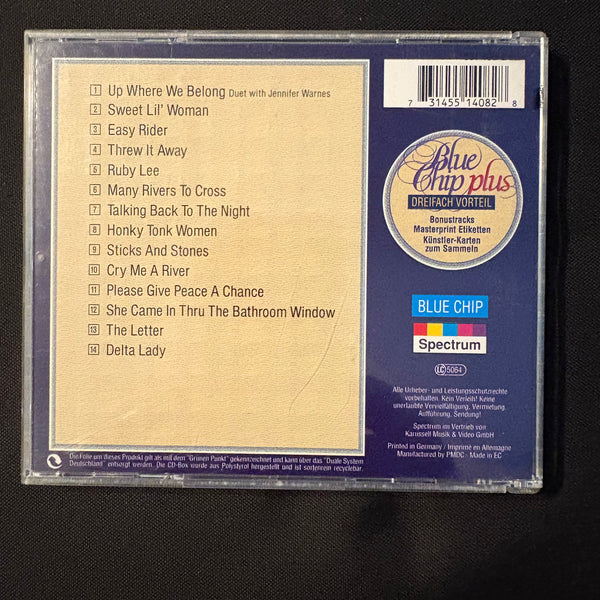 1 Up Where We Belong Duet with Jennifer Warnes
2 Sweet Lil' Woman
3 Easy Rider
4 Threw It Away
5 Ruby Lee
6 Many Rivers To Cross
7 Talking Back To The Night
8 Honky Tonk Women
9 Sticks And Stones
10 Cry Me A River
11 Please Give Peace A Chance
12 She Came In Thru The Bathroom Window
13 The Letter
14 Delta Lady
7 31455 14082 8
Blue
Chip plus
DREIFACH VORTEIL
Bonustracks
Masterprint Etiketten
Künstler-Karten
zum Sammeln
BLUE CHIP
Spectrum
LC 5064
Alle Urheber- und Leistungsschutzrechte
vorbehalten. Kein Verleih! Keine
unerlaubte Vervielfältigung, Vermietung,
Aufführung, Sendung!
Spectrum im Vertrieb von
Karussell Musik & Video GmbH
Printed in Germany / Imprimé en Allemagne
Manufactured by PMDC · Made in EC
Die Folie um dieses Produkt gilt als mit dem "Grünen Punkt" gekennzeichnet und kann über das "Duale System
Deutschland" entsorgt werden. Die CD-Box wurde aus Polystyrol hergestellt und ist sortenrein recyclebar.